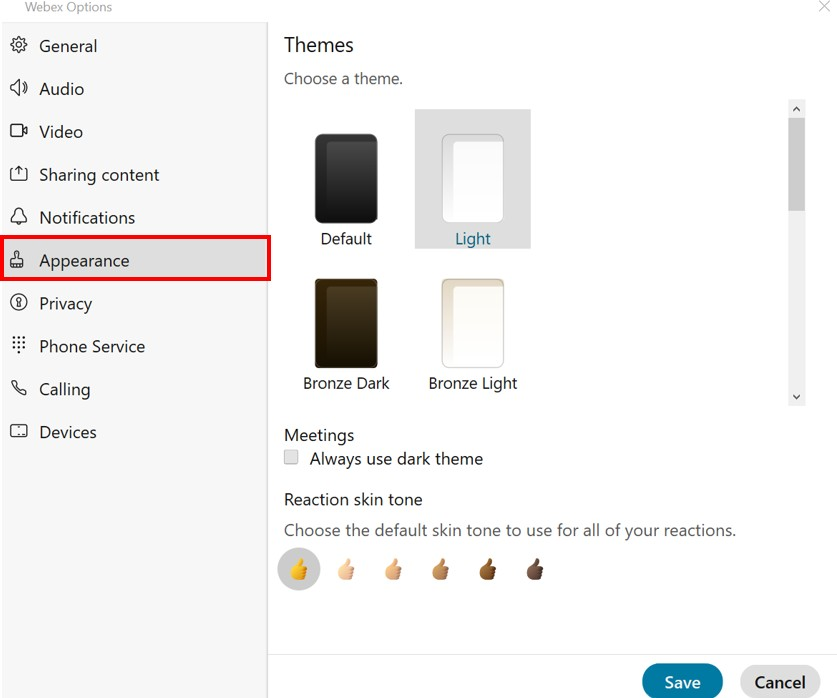 Webex Options
General
Audio
Video
Sharing content
Notifications
Appearance
Privacy
Phone Service
Calling
Devices
Themes
Choose a theme.
Default
Light
Bronze Dark
Bronze Light
Meetings
Always use dark theme
Reaction skin tone
Choose the default skin tone to use for all of your reactions.
Save
Cancel